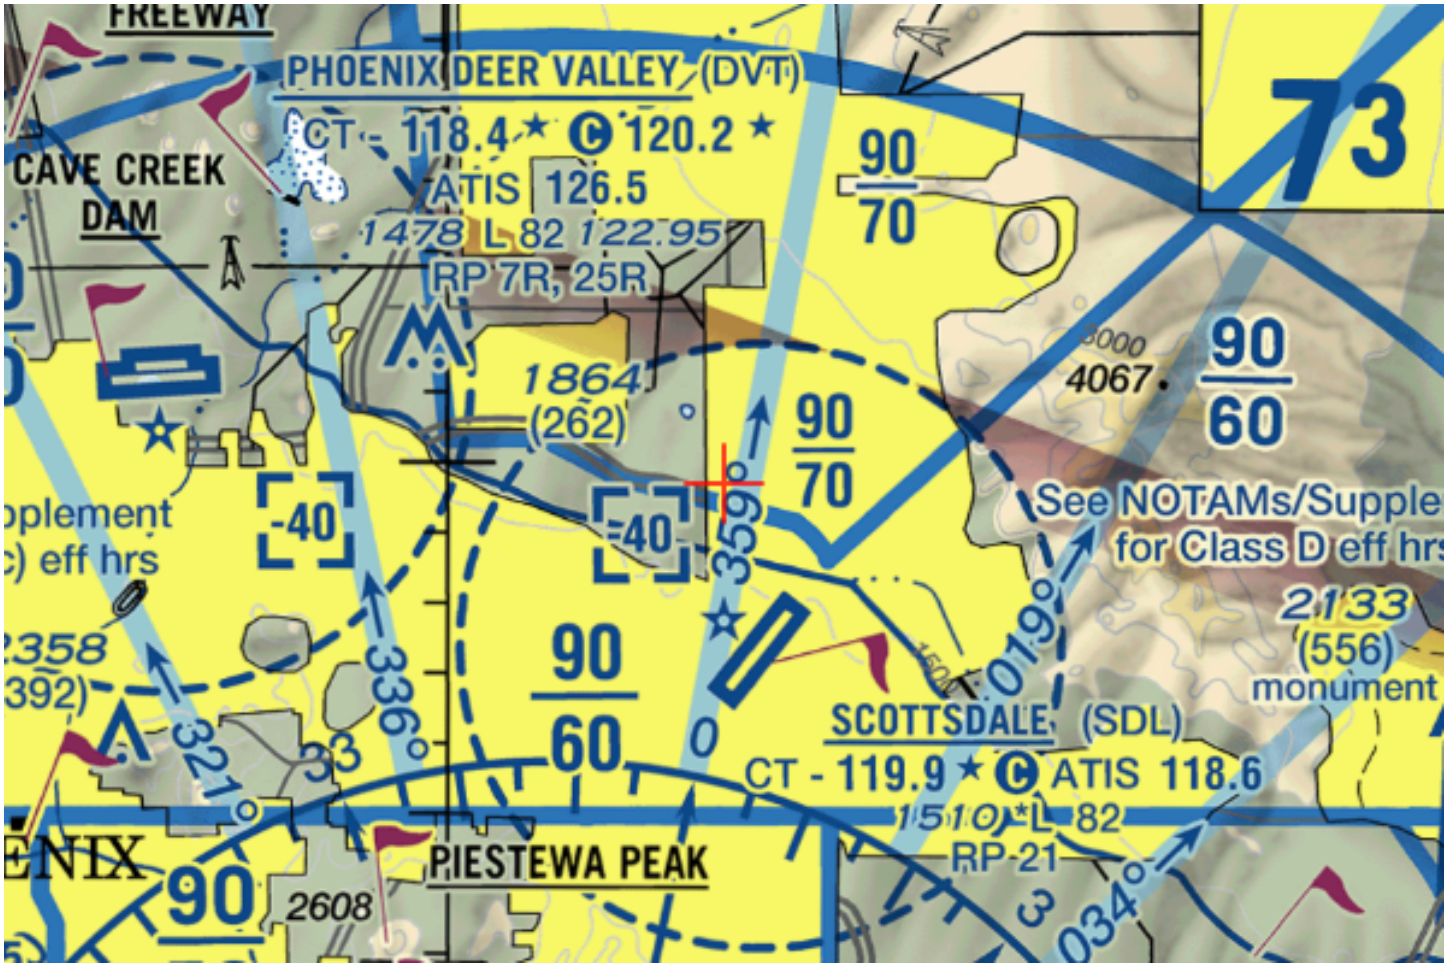 FREEWAY
PHOENIX DEER VALLEY (DVT)
CT - 118.4 ★ C 120.2 ★
ATIS 126.5
1478 L 82 122.95
RP 7R, 25R
73
CAVE CREEK
DAM
90
70
3000
4067
90
60
1864
(262)
90
70
-40
-40
359°
See NOTAMs/Supple
for Class D eff hrs
pplement
c) eff hrs
2358
392)
2133
(556)
monument
019°
1500
90
60
336°
321°
33
0
SCOTTSDALE (SDL)
CT - 119.9 ★ C ATIS 118.6
1510 *L 82
RP 21
ENIX
PIESTEWA PEAK
90
2608
3
034°